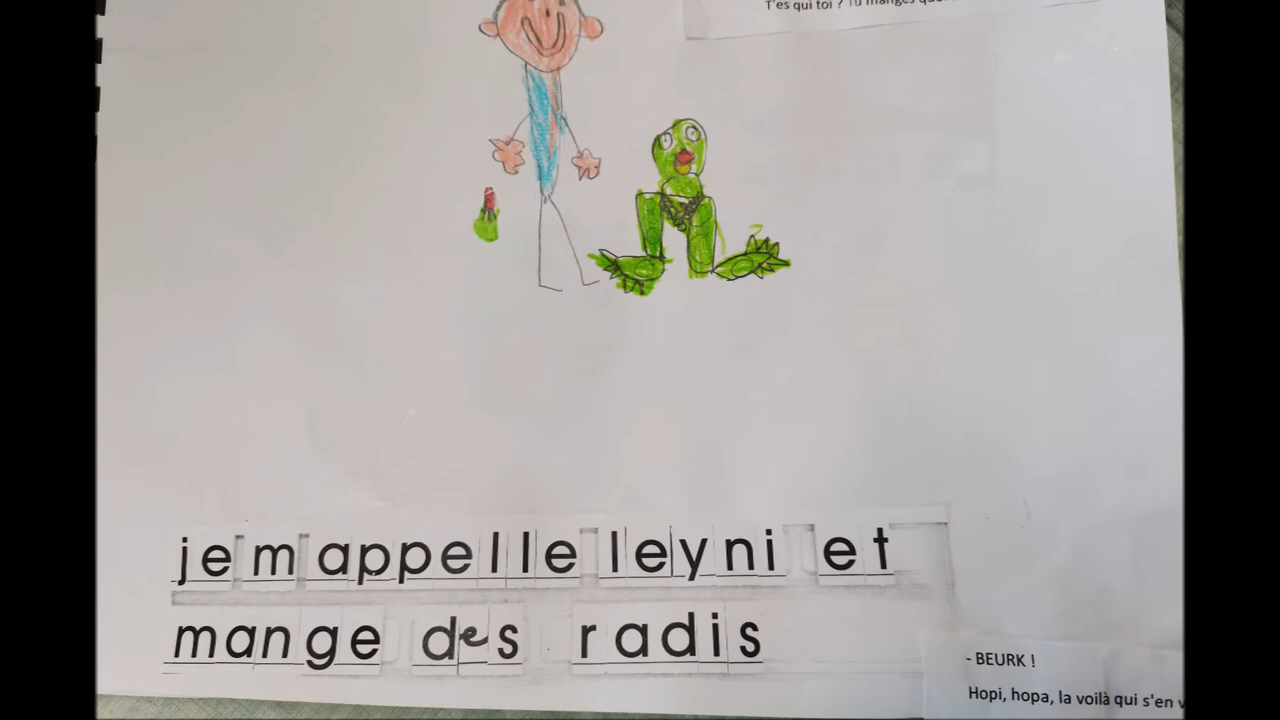 T'es qui toi ? Tu manges
je m appelle leyni et
mange des radis
- BEURK !
Hopi, hopa, la voilà qui s'en